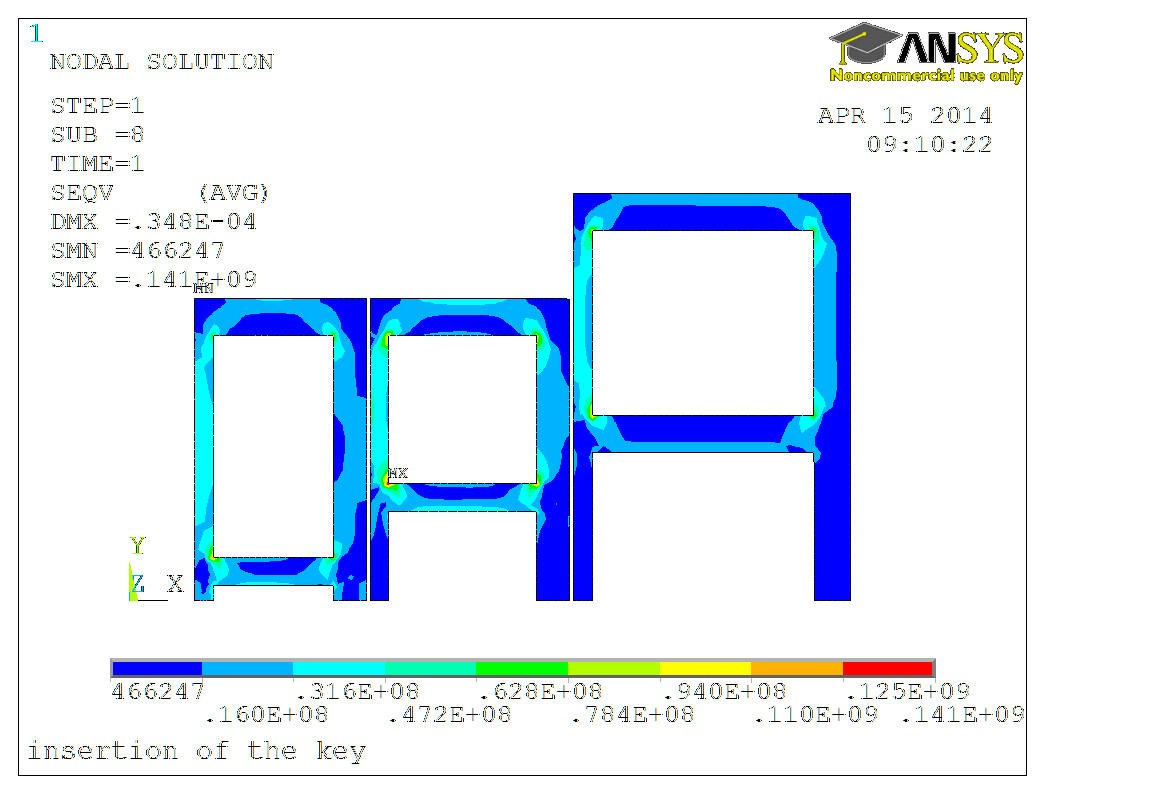 1
ANSYS
Noncommercial use only
NODAL SOLUTION
STEP=1
SUB =8
TIME=1
SEQV (AVG)
DMX =.348E-04
SMN =466247
SMX =.141E+09
APR 15 2014
09:10:22
MN
MX
Y
Z X
466247 .316E+08 .628E+08 .940E+08 .125E+09
.160E+08 .472E+08 .784E+08 .110E+09 .141E+09
insertion of the key